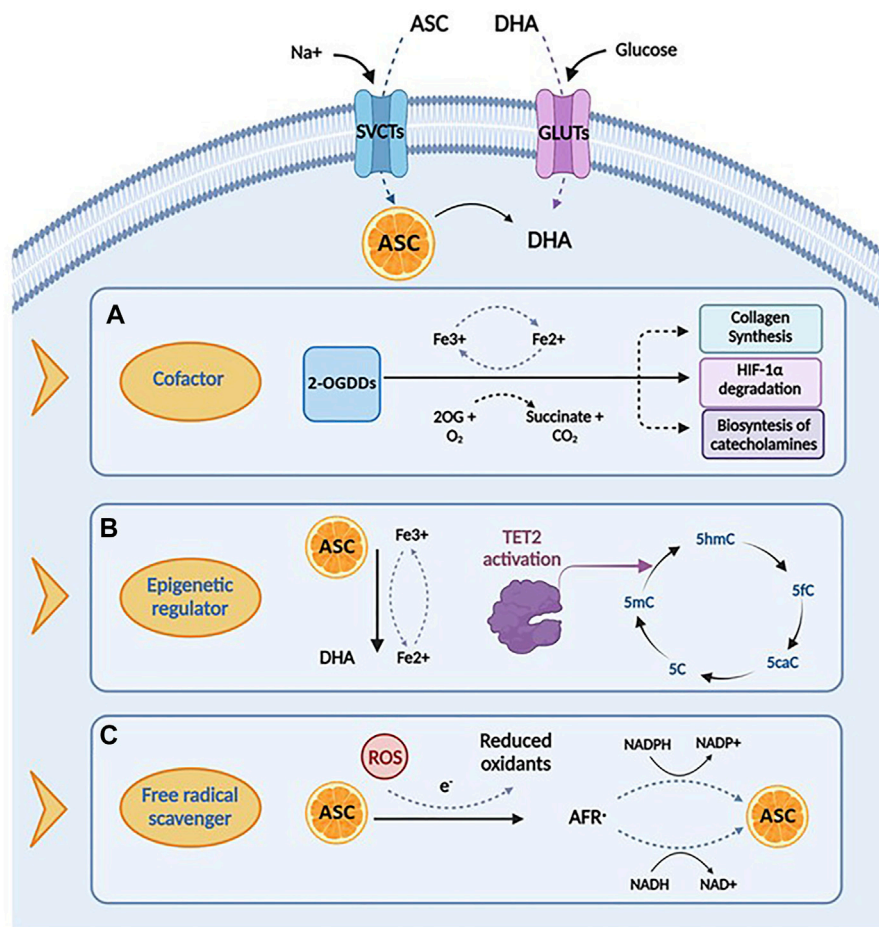 ASC
DHA
Na+
Glucose
SVCTs
GLUTs
ASC
DHA
A
Cofactor
2-OGDDs
Fe3+
Fe2+
2OG +
O₂
Succinate +
CO₂
Collagen
Synthesis
HIF-1α
degradation
Biosyntesis of
catecholamines
B
Epigenetic
regulator
ASC
DHA
Fe3+
Fe2+
TET2
activation
5hmC
5fC
5caC
5C
5mC
C
Free radical
scavenger
ROS
ASC
e⁻
Reduced
oxidants
AFR•
NADPH
NADP+
NADH
NAD+
ASC